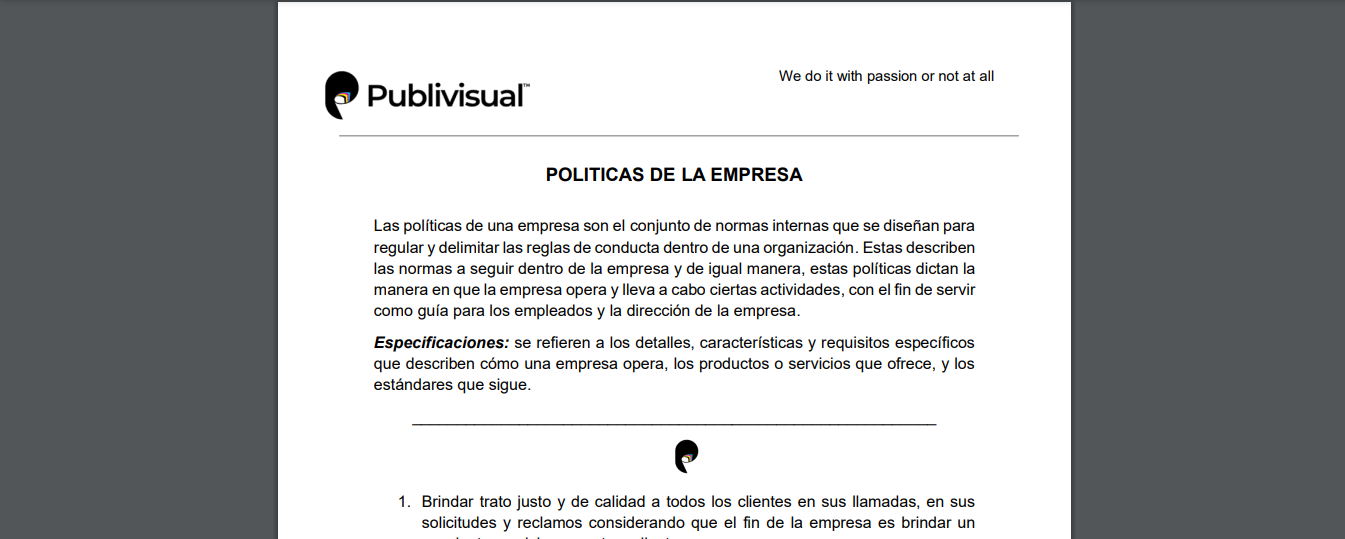 We do it with passion or not at all
Publivisual™
POLITICAS DE LA EMPRESA
Las políticas de una empresa son el conjunto de normas internas que se diseñan para
regular y delimitar las reglas de conducta dentro de una organización. Estas describen
las normas a seguir dentro de la empresa y de igual manera, estas políticas dictan la
manera en que la empresa opera y lleva a cabo ciertas actividades, con el fin de servir
como guía para los empleados y la dirección de la empresa.
Especificaciones: se refieren a los detalles, características y requisitos específicos
que describen cómo una empresa opera, los productos o servicios que ofrece, y los
estándares que sigue.
1. Brindar trato justo y de calidad a todos los clientes en sus llamadas, en sus
solicitudes y reclamos considerando que el fin de la empresa es brindar un